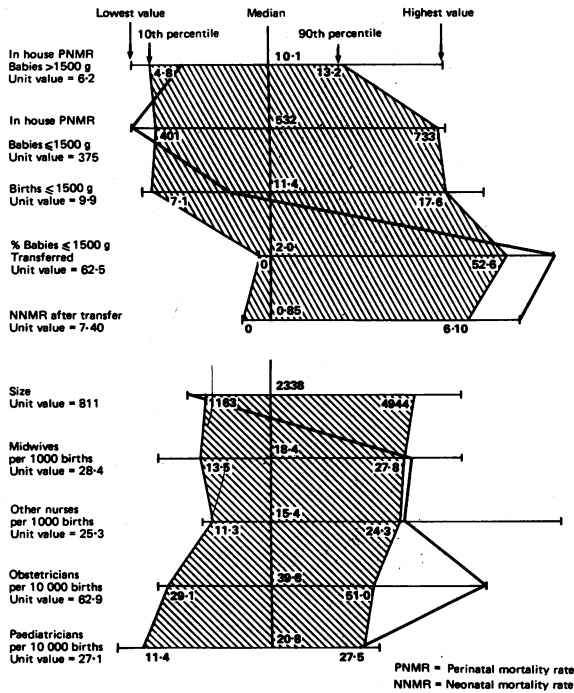 Lowest value Median Highest value
10th percentile 90th percentile
In house PNMR
Babies >1500 g
Unit value = 6·2
10·1
4·8 13·2
In house PNMR
Babies ⩽1500 g
Unit value = 375
532
401 733
Births ⩽1500 g
Unit value = 9·9
11·4
7·1 17·6
% Babies ⩽1500 g
Transferred
Unit value = 62·5
2·0
0 52·8
NNMR after transfer
Unit value = 7·40
0·85
0 6·10
Size
Unit value = 811
2338
1163 4944
Midwives
per 1000 births
Unit value = 28·4
18·4
13·5 27·8
Other nurses
per 1000 births
Unit value = 25·3
15·4
11·3 24·3
Obstetricians
per 10 000 births
Unit value = 62·9
29·1 51·0
Paediatricians
per 10 000 births
Unit value = 27·1
20·8
11·4 27·5
PNMR = Perinatal mortality rate
NNMR = Neonatal mortality rate